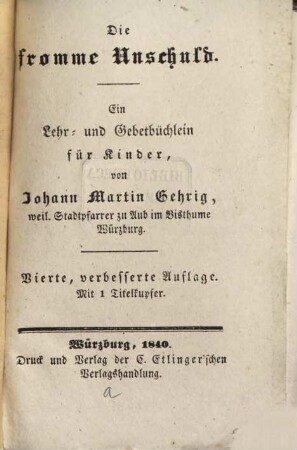 Die
fromme Unschuld.
Ein
Lehr- und Gebetbüchlein
für Kinder,
von
Johann Martin Gehrig,
weil. Stadtpfarrer zu Aub im Bisthume
Würzburg.
Vierte, verbesserte Auflage.
Mit 1 Titelkupfer.
Würzburg, 1840.
Druck und Verlag der C. Etlinger'schen
Verlagshandlung.
a